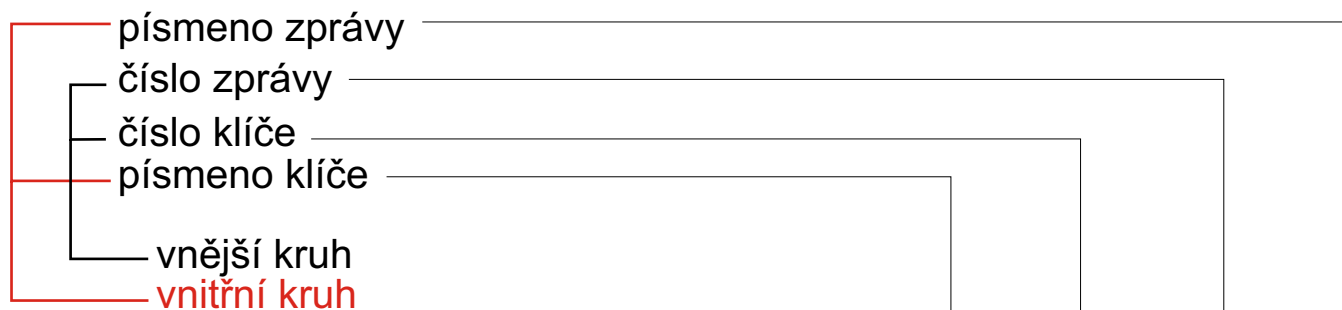 písmeno zprávy
číslo zprávy
číslo klíče
písmeno klíče
vnější kruh
vnitřní kruh